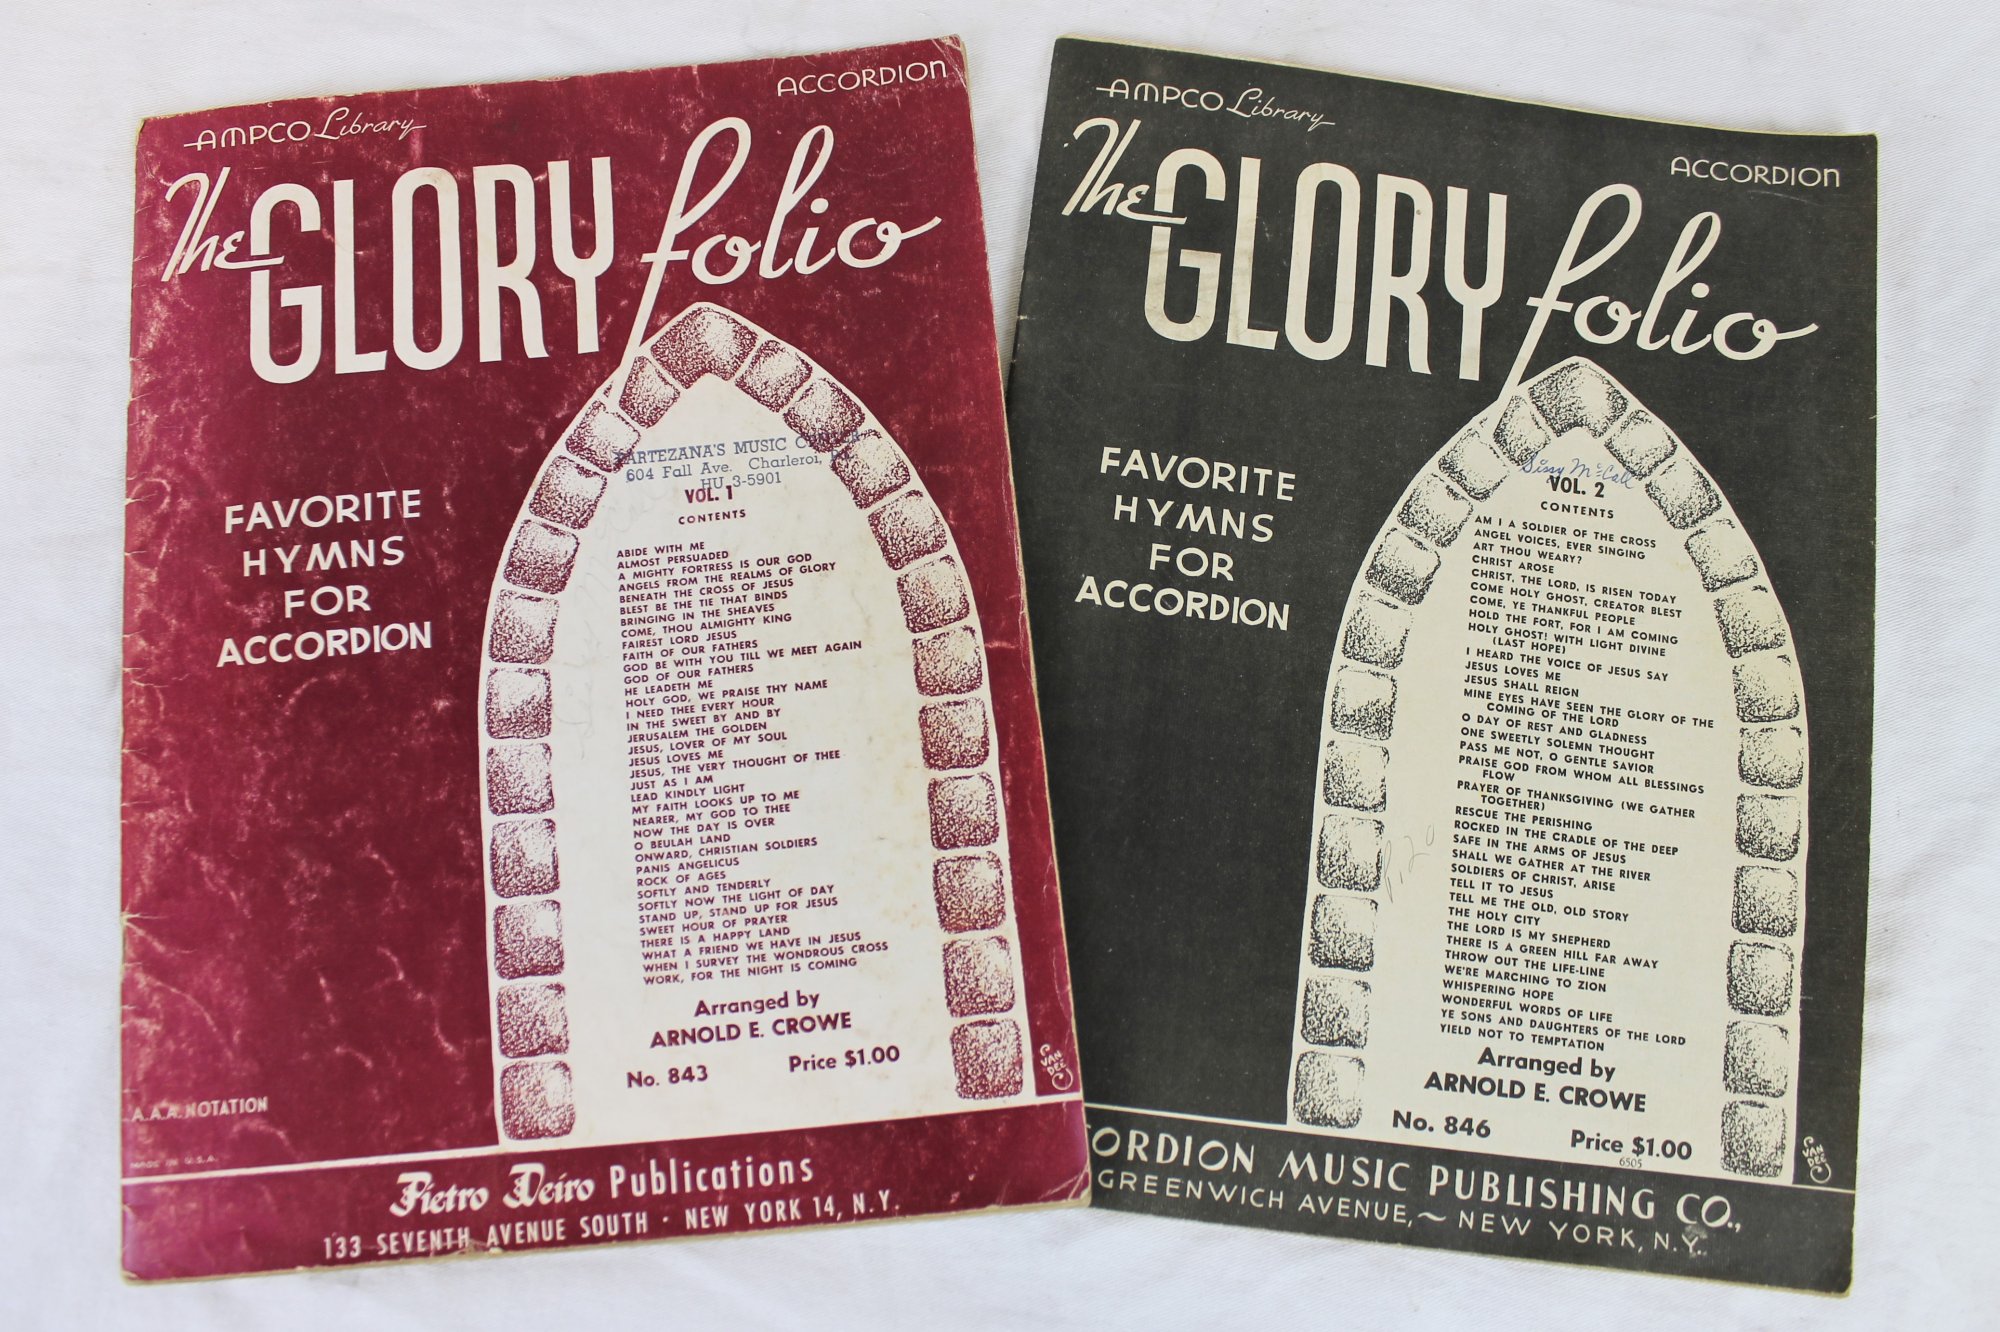 AMPCO Library
ACCORDION
The GLORY folio
FAVORITE
HYMNS
FOR
ACCORDION
MUSIC
604 Fall Ave. Charleroi,
HU 3-5901
VOL. 1
CONTENTS
ABIDE WITH ME
ALMOST PERSUADED
A MIGHTY FORTRESS IS OUR GOD
ANGELS FROM THE REALMS OF GLORY
BENEATH THE CROSS OF JESUS
BLEST BE THE TIE THAT BINDS
BRINGING IN THE SHEAVES
COME, THOU ALMIGHTY KING
FAIREST LORD JESUS
FAITH OF OUR FATHERS
GOD BE WITH YOU TILL WE MEET AGAIN
GOD OF OUR FATHERS
HE LEADETH ME
HOLY GOD, WE PRAISE THY NAME
I NEED THEE EVERY HOUR
IN THE SWEET BY AND BY
JERUSALEM THE GOLDEN
JESUS, LOVER OF MY SOUL
JESUS LOVES ME
JESUS, THE VERY THOUGHT OF THEE
JUST AS I AM
LEAD KINDLY LIGHT
MY FAITH LOOKS UP TO ME
NEARER, MY GOD TO THEE
NOW THE DAY IS OVER
O BEULAH LAND
ONWARD, CHRISTIAN SOLDIERS
PANIS ANGELICUS
ROCK OF AGES
SOFTLY AND TENDERLY
SOFTLY NOW THE LIGHT OF DAY
STAND UP, STAND UP FOR JESUS
SWEET HOUR OF PRAYER
THERE IS A HAPPY LAND
WHAT A FRIEND WE HAVE IN JESUS
WHEN I SURVEY THE WONDROUS CROSS
WORK, FOR THE NIGHT IS COMING
Arranged by
ARNOLD E. CROWE
No. 843 Price $1.00
VAN
DEC
A.A.A. NOTATION
MADE IN U.S.A.
Pietro Deiro Publications
133 SEVENTH AVENUE SOUTH · NEW YORK 14, N.Y.
AMPCO Library
ACCORDION
The GLORY folio
FAVORITE
HYMNS
FOR
ACCORDION
Sissy McCall
VOL. 2
CONTENTS
AM I A SOLDIER OF THE CROSS
ANGEL VOICES, EVER SINGING
ART THOU WEARY?
CHRIST AROSE
CHRIST, THE LORD, IS RISEN TODAY
COME HOLY GHOST, CREATOR BLEST
COME, YE THANKFUL PEOPLE
HOLD THE FORT, FOR I AM COMING
HOLY GHOST! WITH LIGHT DIVINE
(LAST HOPE)
I HEARD THE VOICE OF JESUS SAY
JESUS LOVES ME
JESUS SHALL REIGN
MINE EYES HAVE SEEN THE GLORY OF THE
COMING OF THE LORD
O DAY OF REST AND GLADNESS
ONE SWEETLY SOLEMN THOUGHT
PASS ME NOT, O GENTLE SAVIOR
PRAISE GOD FROM WHOM ALL BLESSINGS
FLOW
PRAYER OF THANKSGIVING (WE GATHER
TOGETHER)
RESCUE THE PERISHING
ROCKED IN THE CRADLE OF THE DEEP
SAFE IN THE ARMS OF JESUS
SHALL WE GATHER AT THE RIVER
SOLDIERS OF CHRIST, ARISE
TELL IT TO JESUS
TELL ME THE OLD, OLD STORY
THE HOLY CITY
THE LORD IS MY SHEPHERD
THERE IS A GREEN HILL FAR AWAY
THROW OUT THE LIFE-LINE
WE'RE MARCHING TO ZION
WHISPERING HOPE
WONDERFUL WORDS OF LIFE
YE SONS AND DAUGHTERS OF THE LORD
YIELD NOT TO TEMPTATION
Arranged by
ARNOLD E. CROWE
No. 846 Price $1.00
6505
ORDION MUSIC PUBLISHING CO.,
GREENWICH AVENUE, ~ NEW YORK, N.Y.